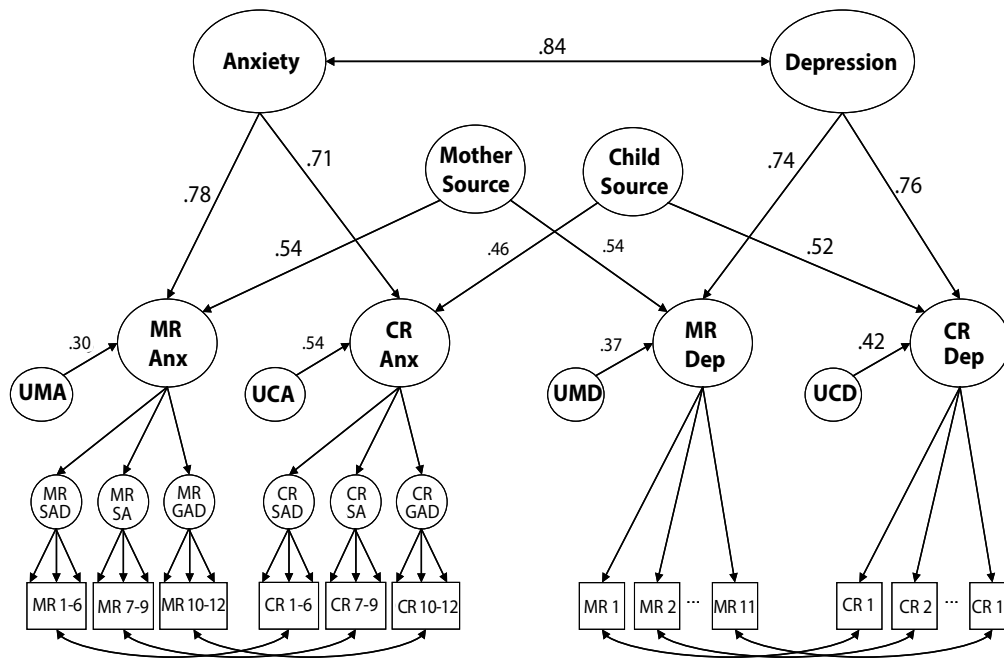 Anxiety
.84
Depression
Mother
Source
Child
Source
.78
.71
.74
.76
.54
.46
.54
.52
MR
Anx
CR
Anx
MR
Dep
CR
Dep
.30
.54
.37
.42
UMA
UCA
UMD
UCD
MR
SAD
MR
SA
MR
GAD
CR
SAD
CR
SA
CR
GAD
MR 1-6
MR 7-9
MR 10-12
CR 1-6
CR 7-9
CR 10-12
MR 1
MR 2
...
MR 11
CR 1
CR 2
...
CR 1